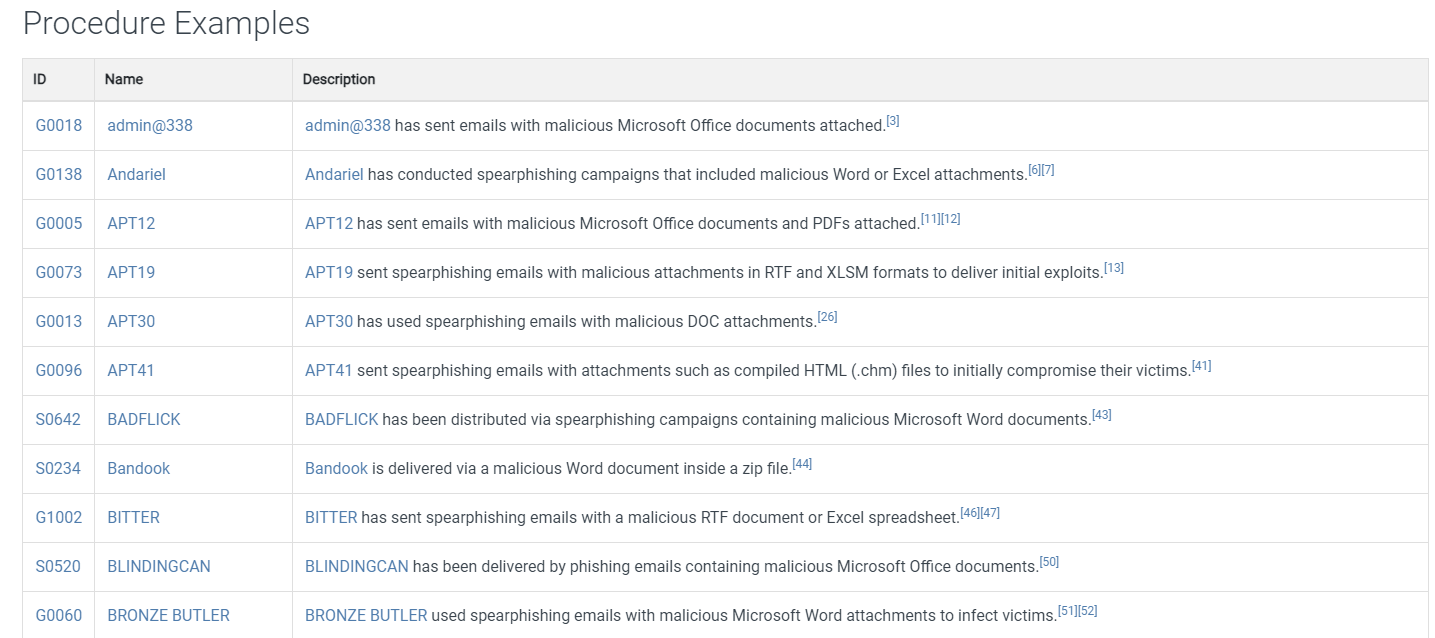 Procedure Examples
ID Name Description
G0018 admin@338 admin@338 has sent emails with malicious Microsoft Office documents attached.[3]
G0138 Andariel Andariel has conducted spearphishing campaigns that included malicious Word or Excel attachments.[6][7]
G0005 APT12 APT12 has sent emails with malicious Microsoft Office documents and PDFs attached.[11][12]
G0073 APT19 APT19 sent spearphishing emails with malicious attachments in RTF and XLSM formats to deliver initial exploits.[13]
G0013 APT30 APT30 has used spearphishing emails with malicious DOC attachments.[26]
G0096 APT41 APT41 sent spearphishing emails with attachments such as compiled HTML (.chm) files to initially compromise their victims.[41]
S0642 BADFLICK BADFLICK has been distributed via spearphishing campaigns containing malicious Microsoft Word documents.[43]
S0234 Bandook Bandook is delivered via a malicious Word document inside a zip file.[44]
G1002 BITTER BITTER has sent spearphishing emails with a malicious RTF document or Excel spreadsheet.[46][47]
S0520 BLINDINGCAN BLINDINGCAN has been delivered by phishing emails containing malicious Microsoft Office documents.[50]
G0060 BRONZE BUTLER BRONZE BUTLER used spearphishing emails with malicious Microsoft Word attachments to infect victims.[51][52]